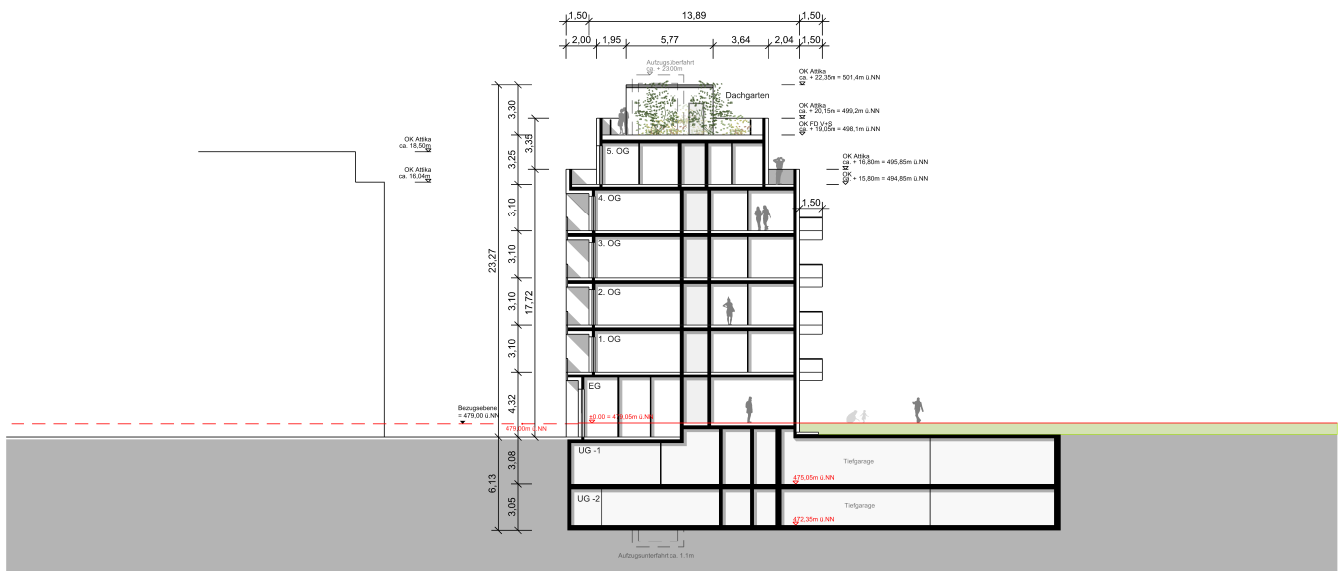 1,50
13,89
1,50
2,00
1,95
5,77
3,64
2,04
1,50
Aufzugsüberfahrt
ca. + 2300m
Dachgarten
OK Attika
ca. + 22,35m = 501,4m ü.NN
OK Attika
ca. + 20,15m = 499,2m ü.NN
OK FD V+S
ca. + 19,05m = 498,1m ü.NN
OK Attika
ca. + 16,80m = 495,85m ü.NN
OK
ca. + 15,80m = 494,85m ü.NN
OK Attika
ca. 18,50m
OK Attika
ca. 16,04m
3,30
3,35
3,25
3,10
3,10
3,10
3,10
4,32
23,27
17,72
1,50
5. OG
4. OG
3. OG
2. OG
1. OG
EG
Bezugsebene
= 479,00 ü.NN
479,00m ü.NN
±0.00 = 479,05m ü.NN
UG -1
Tiefgarage
475,05m ü.NN
UG -2
Tiefgarage
472,35m ü.NN
6,13
3,08
3,05
Aufzugsunterfahrt ca. 1.1m